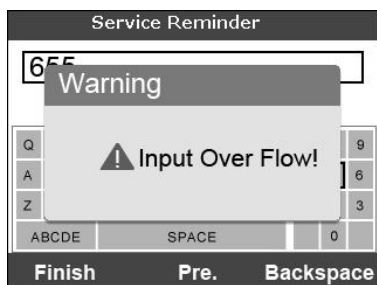 Service Reminder
655
Warning
Input Over Flow!
Q 9
A 6
Z 3
ABCDE SPACE 0
Finish Pre. Backspace